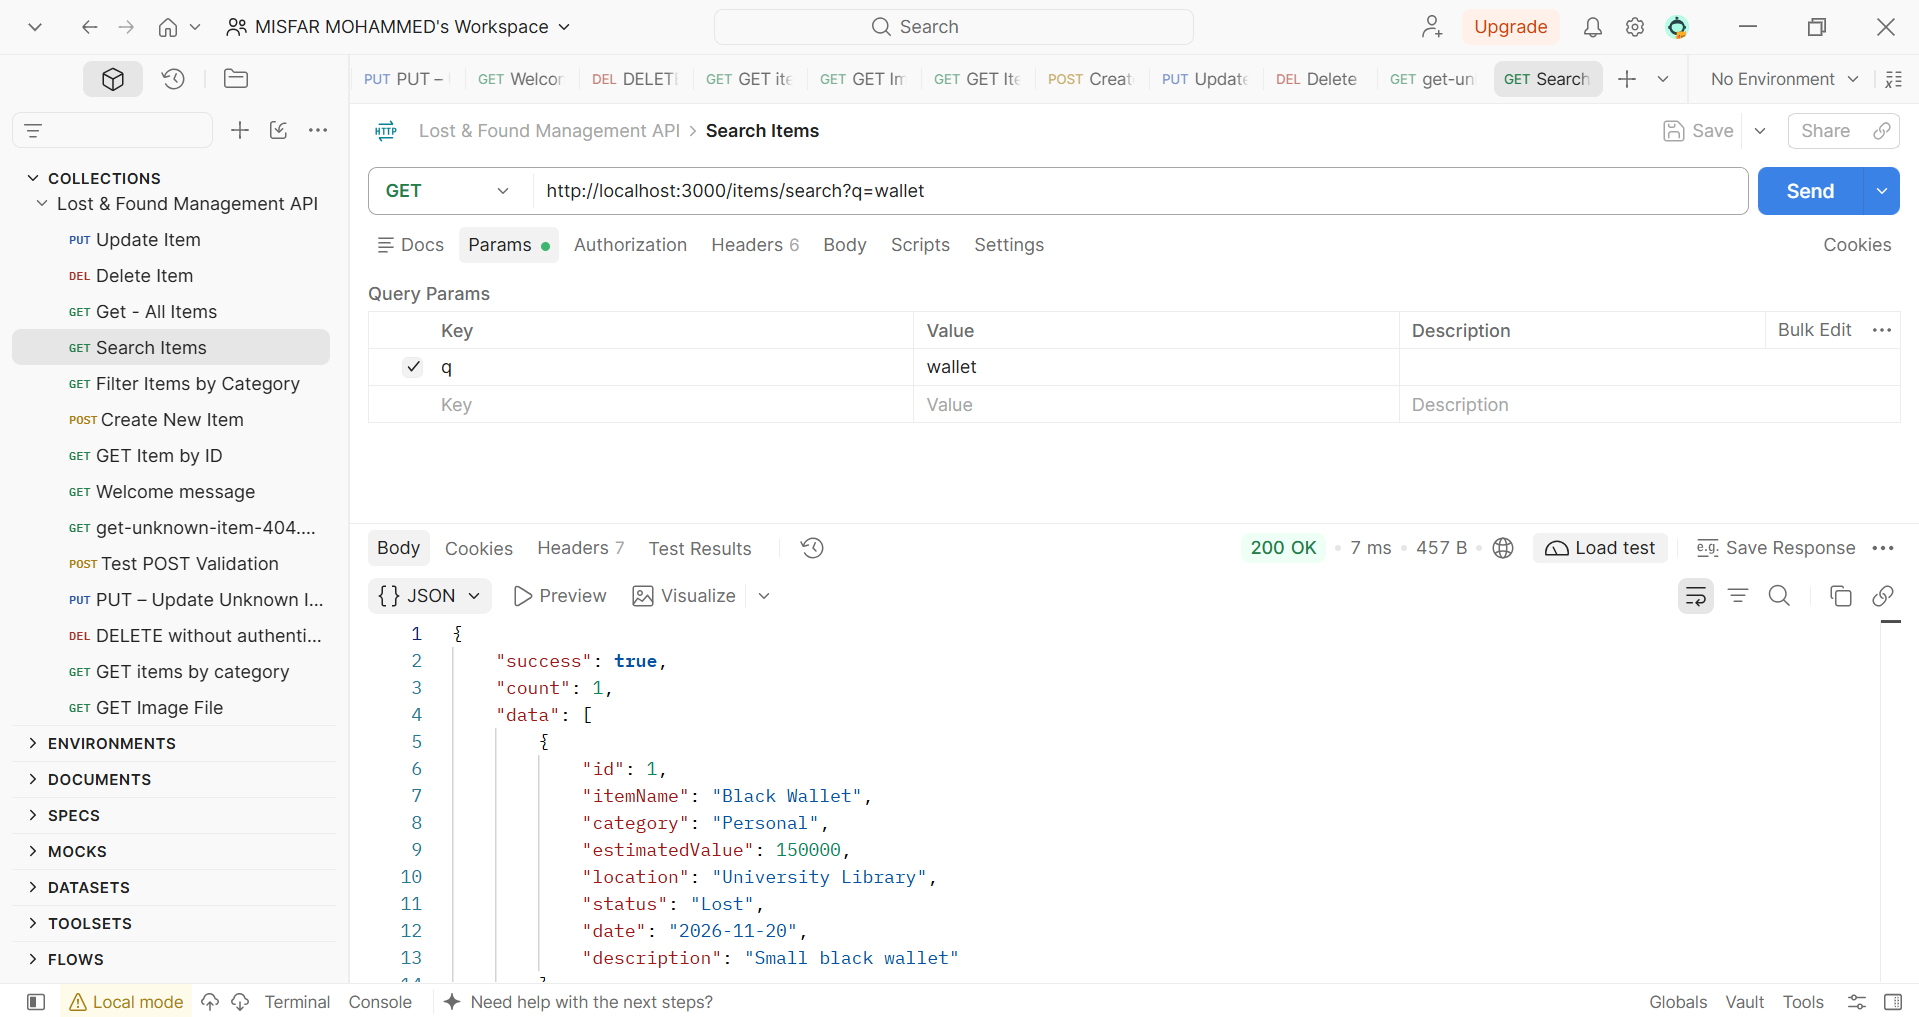 MISFAR MOHAMMED's Workspace
Search
Upgrade
PUT PUT –
GET Welcor
DEL DELETI
GET GET ite
GET GET Im
GET GET Ite
POST Creat
PUT Update
DEL Delete
GET get-un
GET Search
No Environment
HTTP Lost & Found Management API > Search Items
Save
Share
COLLECTIONS
Lost & Found Management API
PUT Update Item
DEL Delete Item
GET Get - All Items
GET Search Items
GET Filter Items by Category
POST Create New Item
GET GET Item by ID
GET Welcome message
GET get-unknown-item-404....
POST Test POST Validation
PUT PUT – Update Unknown I...
DEL DELETE without authenti...
GET GET items by category
GET GET Image File
ENVIRONMENTS
DOCUMENTS
SPECS
MOCKS
DATASETS
TOOLSETS
FLOWS
GET http://localhost:3000/items/search?q=wallet
Send
Docs Params Authorization Headers 6 Body Scripts Settings
Cookies
Query Params
Key Value Description Bulk Edit
q wallet
Key Value Description
Body Cookies Headers 7 Test Results
200 OK • 7 ms • 457 B •
Load test
e.g. Save Response
{} JSON Preview Visualize
1 {
2 "success": true,
3 "count": 1,
4 "data": [
5 {
6 "id": 1,
7 "itemName": "Black Wallet",
8 "category": "Personal",
9 "estimatedValue": 150000,
10 "location": "University Library",
11 "status": "Lost",
12 "date": "2026-11-20",
13 "description": "Small black wallet"
Local mode Terminal Console Need help with the next steps?
Globals Vault Tools